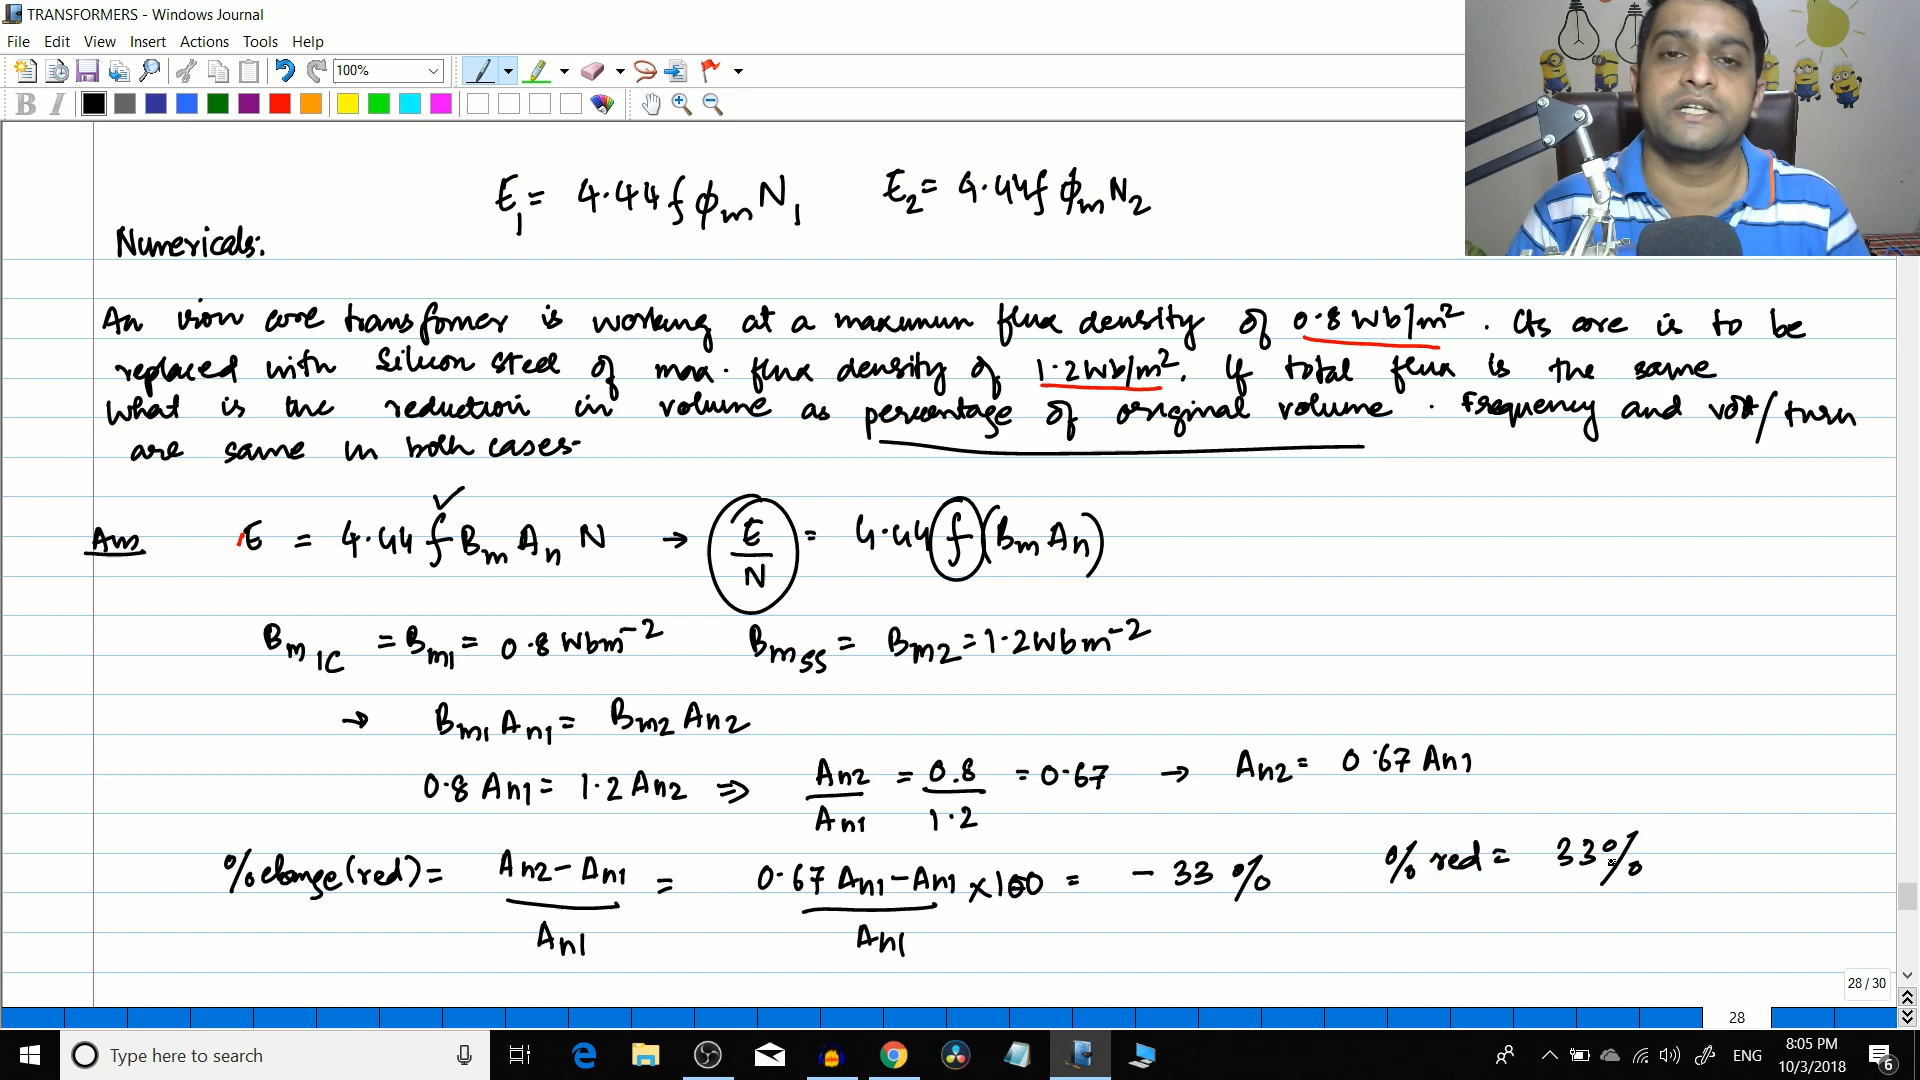 TRANSFORMERS - Windows Journal
File Edit View Insert Actions Tools Help
100%
B I
E₁ = 4.44 f ϕm N₁ E₂ = 4.44f ϕm N₂
Numericals:
An iron core transformer is working at a maximum flux density of 0.8 Wb/m². Its core is to be
replaced with Silicon Steel of max. flux density of 1.2 Wb/m². If total flux is the same
What is the reduction in volume as percentage of original volume. Frequency and volt/turn
are same in both cases.
Ans E = 4.44 f Bm An N → E/N = 4.44 f (Bm An)
Bm IC = Bm1 = 0.8 Wbm⁻² Bm SS = Bm2 = 1.2 Wbm⁻²
→ Bm1 An1 = Bm2 An2
0.8 An1 = 1.2 An2 ⇒ An2/An1 = 0.8/1.2 = 0.67 → An2 = 0.67 An1
% change (red) = An2 - An1/An1 = 0.67 An1 - An1/An1 × 100 = - 33 % % red = 33%
28 / 30
28
Type here to search
ENG
8:05 PM
10/3/2018
6